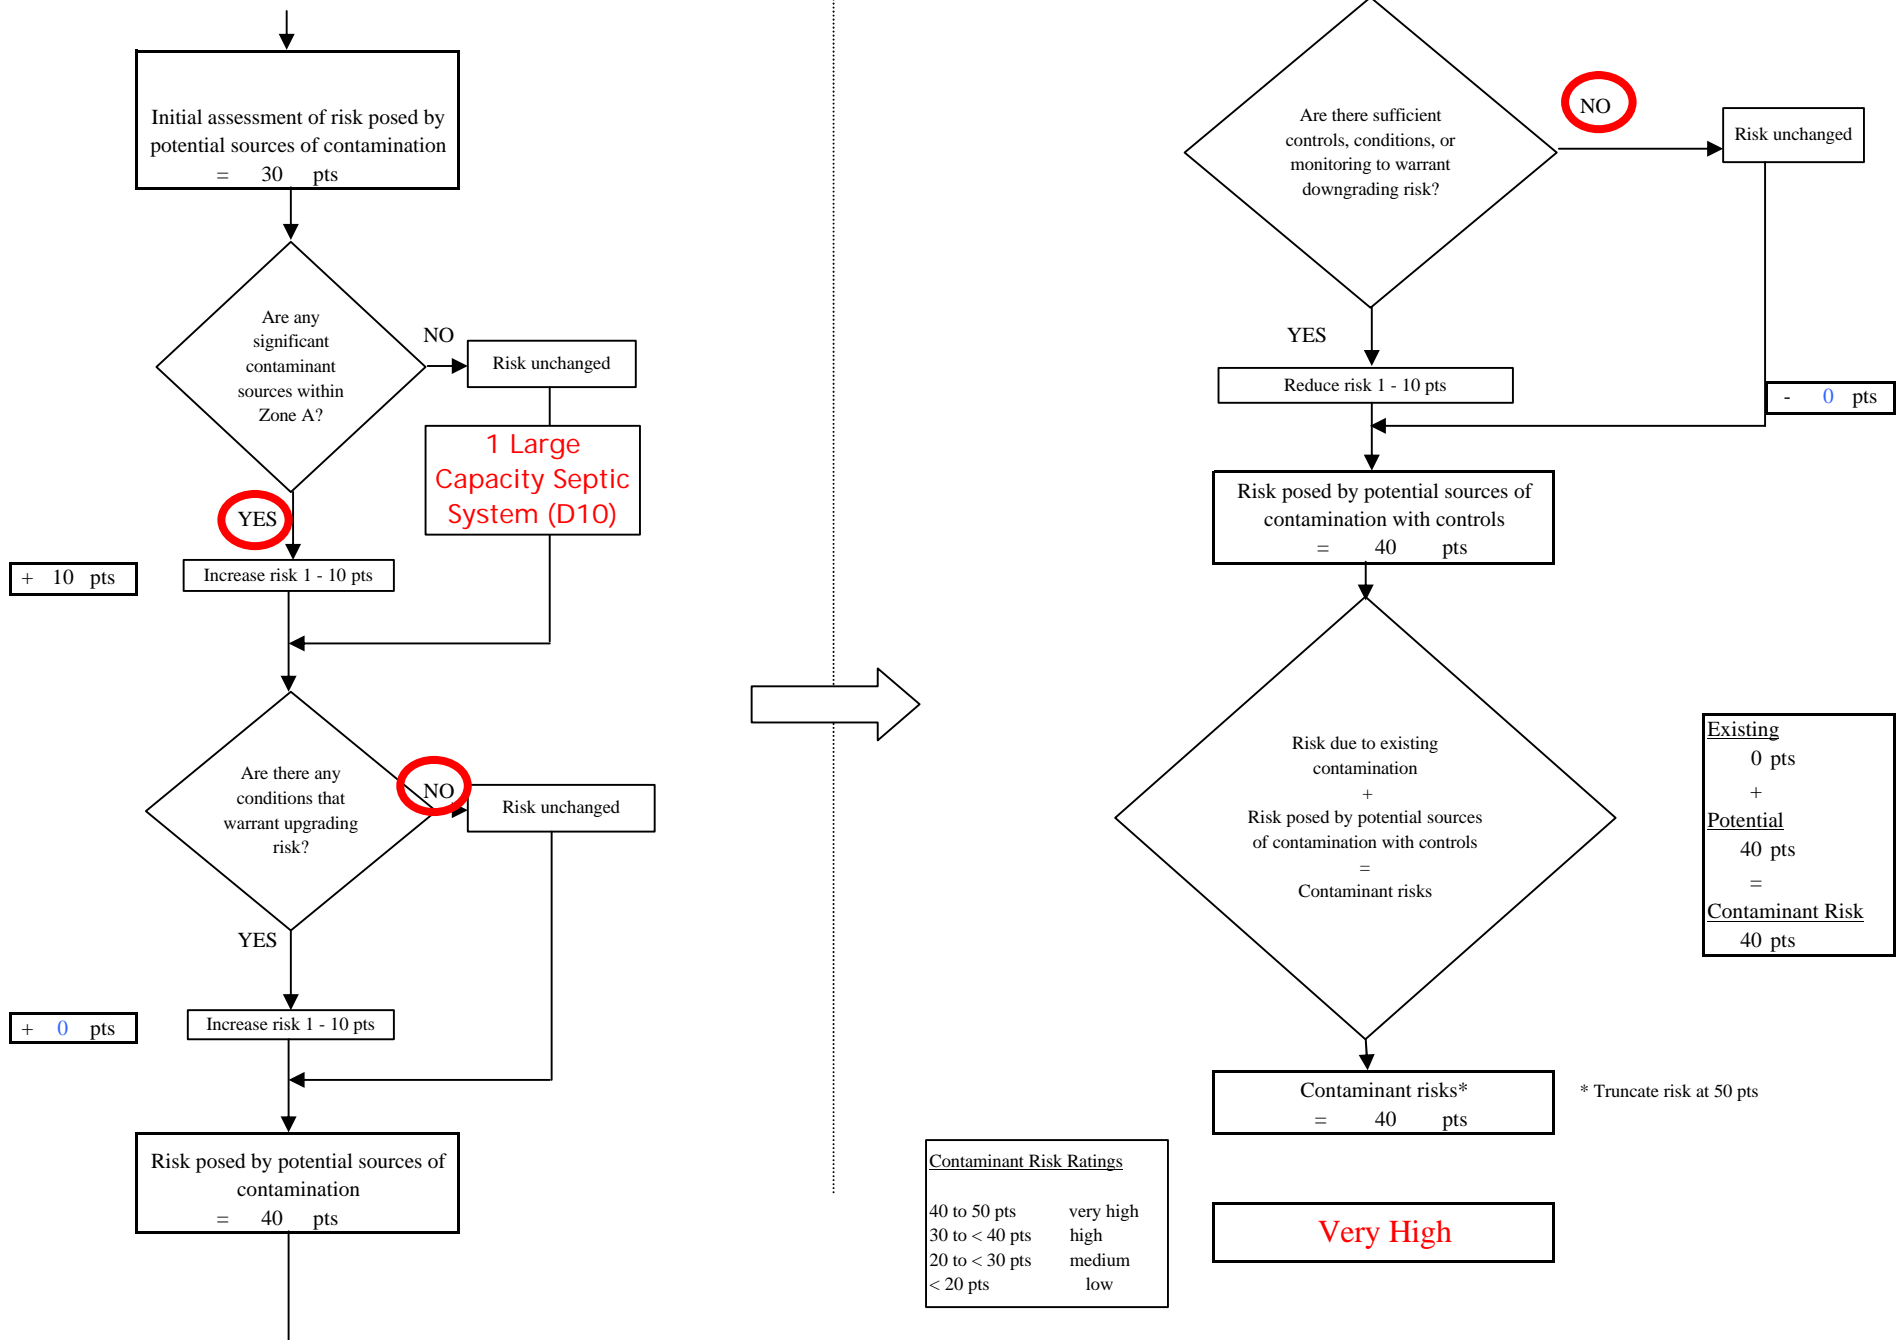 Initial assessment of risk posed by
potential sources of contamination
= 30 pts
Are any
significant
contaminant
sources within
Zone A?
NO
Risk unchanged
1 Large
Capacity Septic
System (D10)
YES
+ 10 pts
Increase risk 1 - 10 pts
Are there any
conditions that
warrant upgrading
risk?
NO
Risk unchanged
YES
+ 0 pts
Increase risk 1 - 10 pts
Risk posed by potential sources of
contamination
= 40 pts
Are there sufficient
controls, conditions, or
monitoring to warrant
downgrading risk?
NO
Risk unchanged
YES
Reduce risk 1 - 10 pts
- 0 pts
Risk posed by potential sources of
contamination with controls
= 40 pts
Risk due to existing
contamination
+
Risk posed by potential sources
of contamination with controls
=
Contaminant risks
Existing
0 pts
+
Potential
40 pts
=
Contaminant Risk
40 pts
Contaminant risks*
= 40 pts
* Truncate risk at 50 pts
Contaminant Risk Ratings
40 to 50 pts very high
30 to < 40 pts high
20 to < 30 pts medium
< 20 pts low
Very High